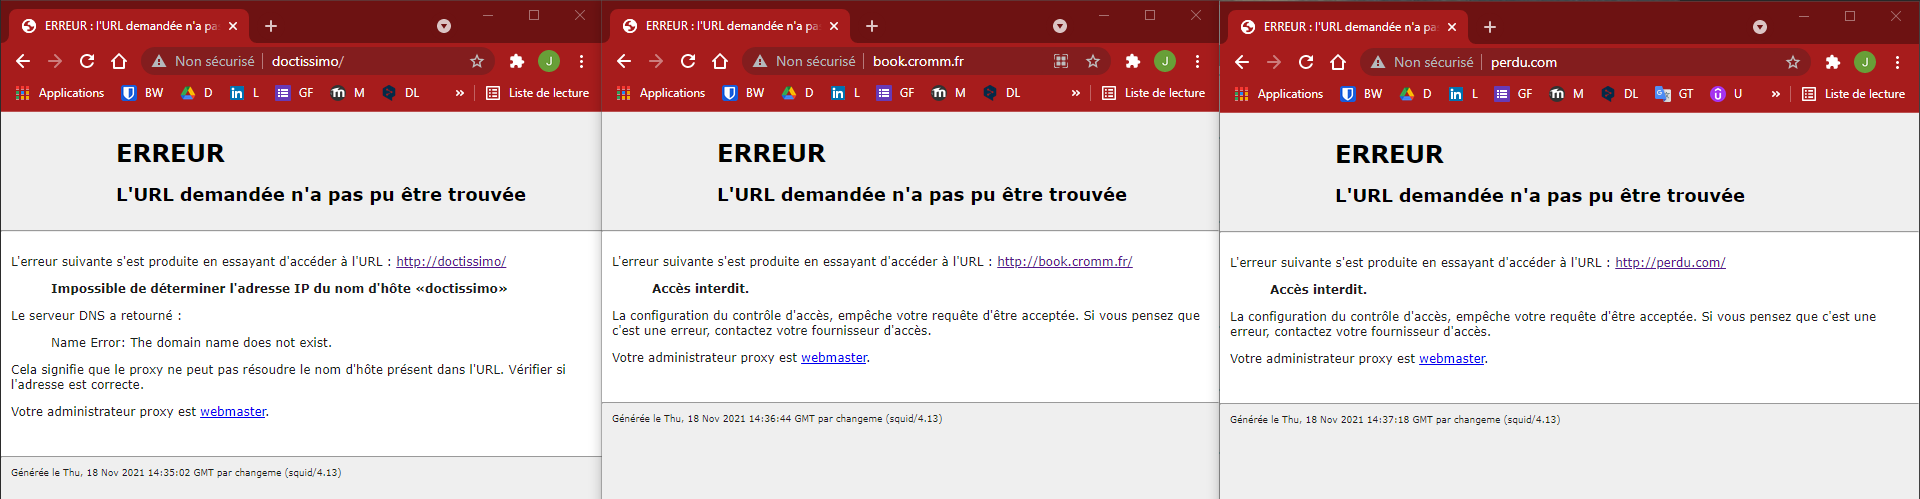 ERREUR : l'URL demandée n'a pa
Non sécurisé doctissimo/
Applications BW D L GF M DL » Liste de lecture
ERREUR
L'URL demandée n'a pas pu être trouvée
L'erreur suivante s'est produite en essayant d'accéder à l'URL : http://doctissimo/
Impossible de déterminer l'adresse IP du nom d'hôte «doctissimo»
Le serveur DNS a retourné :
Name Error: The domain name does not exist.
Cela signifie que le proxy ne peut pas résoudre le nom d'hôte présent dans l'URL. Vérifier si
l'adresse est correcte.
Votre administrateur proxy est webmaster.
Générée le Thu, 18 Nov 2021 14:35:02 GMT par changeme (squid/4.13)
ERREUR : l'URL demandée n'a pa
Non sécurisé book.cromm.fr
Applications BW D L GF M DL » Liste de lecture
ERREUR
L'URL demandée n'a pas pu être trouvée
L'erreur suivante s'est produite en essayant d'accéder à l'URL : http://book.cromm.fr/
Accès interdit.
La configuration du contrôle d'accès, empêche votre requête d'être acceptée. Si vous pensez que
c'est une erreur, contactez votre fournisseur d'accès.
Votre administrateur proxy est webmaster.
Générée le Thu, 18 Nov 2021 14:36:44 GMT par changeme (squid/4.13)
ERREUR : l'URL demandée n'a pa
Non sécurisé perdu.com
Applications BW D L GF M DL GT U » Liste de lecture
ERREUR
L'URL demandée n'a pas pu être trouvée
L'erreur suivante s'est produite en essayant d'accéder à l'URL : http://perdu.com/
Accès interdit.
La configuration du contrôle d'accès, empêche votre requête d'être acceptée. Si vous pensez que c'est une
erreur, contactez votre fournisseur d'accès.
Votre administrateur proxy est webmaster.
Générée le Thu, 18 Nov 2021 14:37:18 GMT par changeme (squid/4.13)